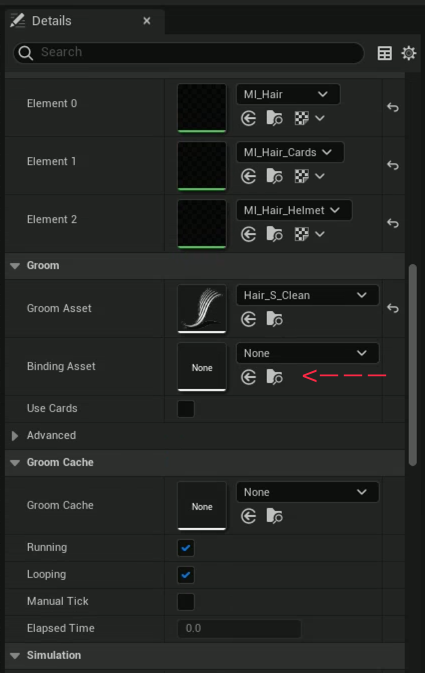 Details
Search
Element 0
MI_Hair
Element 1
MI_Hair_Cards
Element 2
MI_Hair_Helmet
Groom
Groom Asset
Hair_S_Clean
Binding Asset
None
None
Use Cards
Advanced
Groom Cache
Groom Cache
None
None
Running
Looping
Manual Tick
Elapsed Time
0.0
Simulation